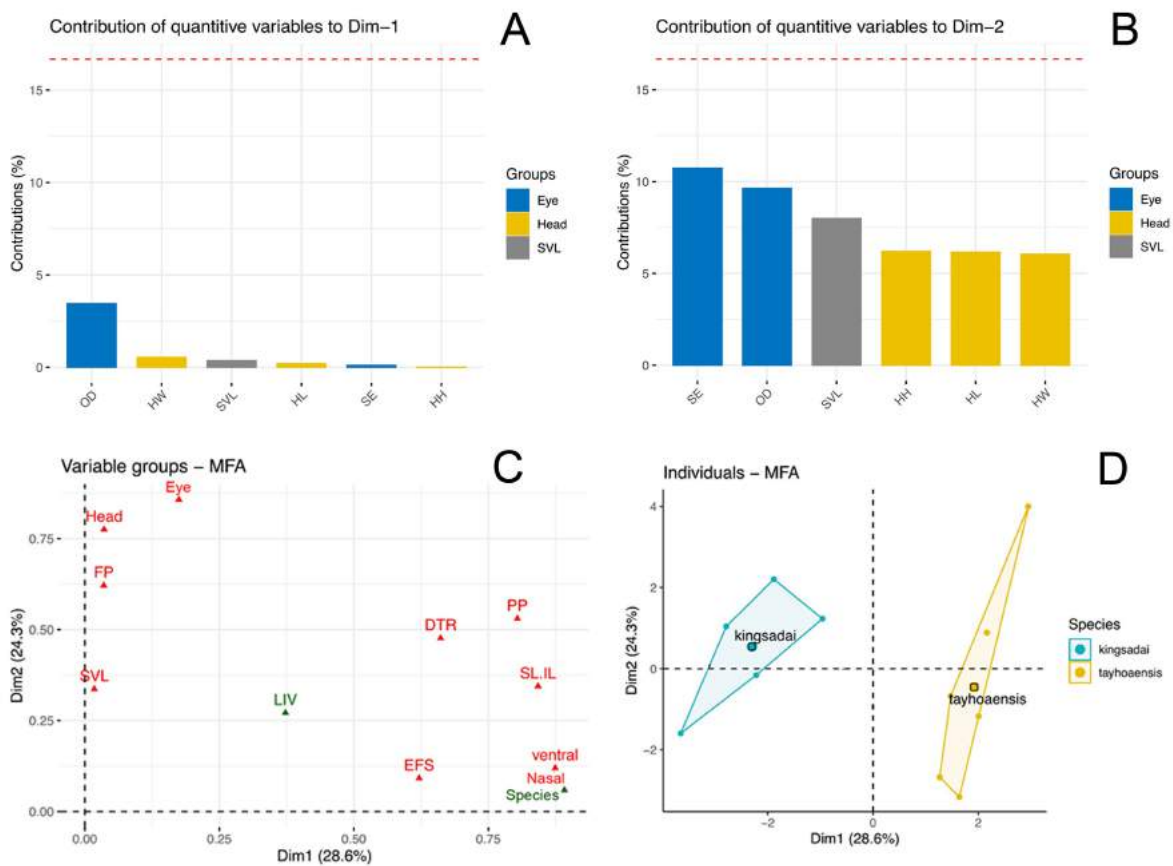 Contribution of quantitive variables to Dim-1
A
15
10
5
0
Contributions (%)
OD
HW
SVL
HL
SE
HH
Groups
Eye
Head
SVL
Contribution of quantitive variables to Dim-2
B
15
10
5
0
Contributions (%)
SE
OD
SVL
HH
HL
HW
Groups
Eye
Head
SVL
Variable groups - MFA
C
Eye
Head
FP
SVL
DTR
PP
SL.IL
LIV
EFS
ventral
Nasal
Species
0.75
0.50
0.25
0.00
Dim2 (24.3%)
0.00
0.25
0.50
0.75
Dim1 (28.6%)
Individuals - MFA
D
4
2
0
-2
Dim2 (24.3%)
kingsadai
tayhoaensis
-2
0
2
Dim1 (28.6%)
Species
kingsadai
tayhoaensis